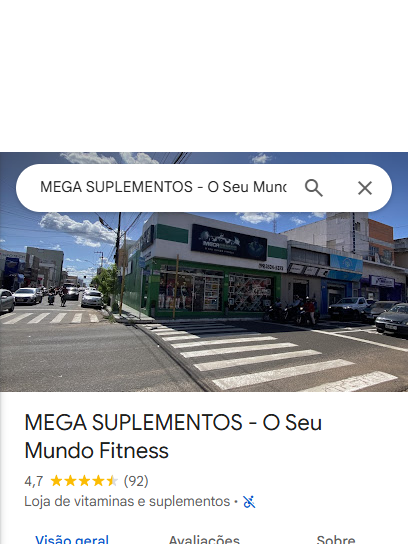 MEGA SUPLEMENTOS - O Seu Mund
MEGA SUPLEMENTOS - O Seu
Mundo Fitness
4,7 (92)
Loja de vitaminas e suplementos ·
Visão geral Avaliações Sobre